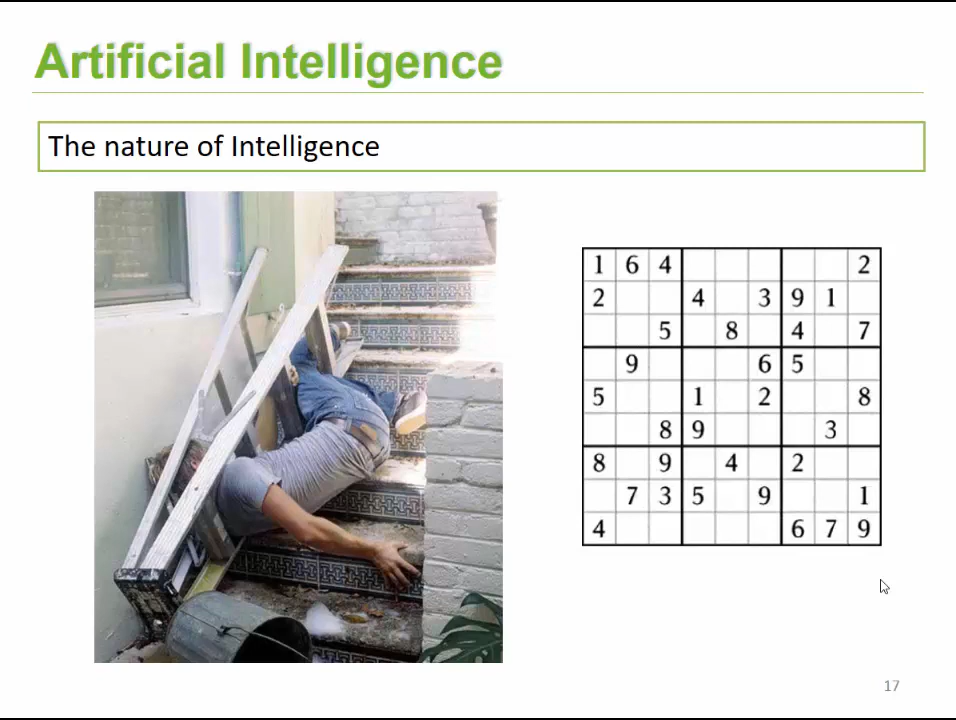 Artificial Intelligence
The nature of Intelligence
1 6 4 2
2 4 3 9 1
5 8 4 7
9 6 5
5 1 2 8
8 9 3
8 9 4 2
7 3 5 9 1
4 6 7 9
17